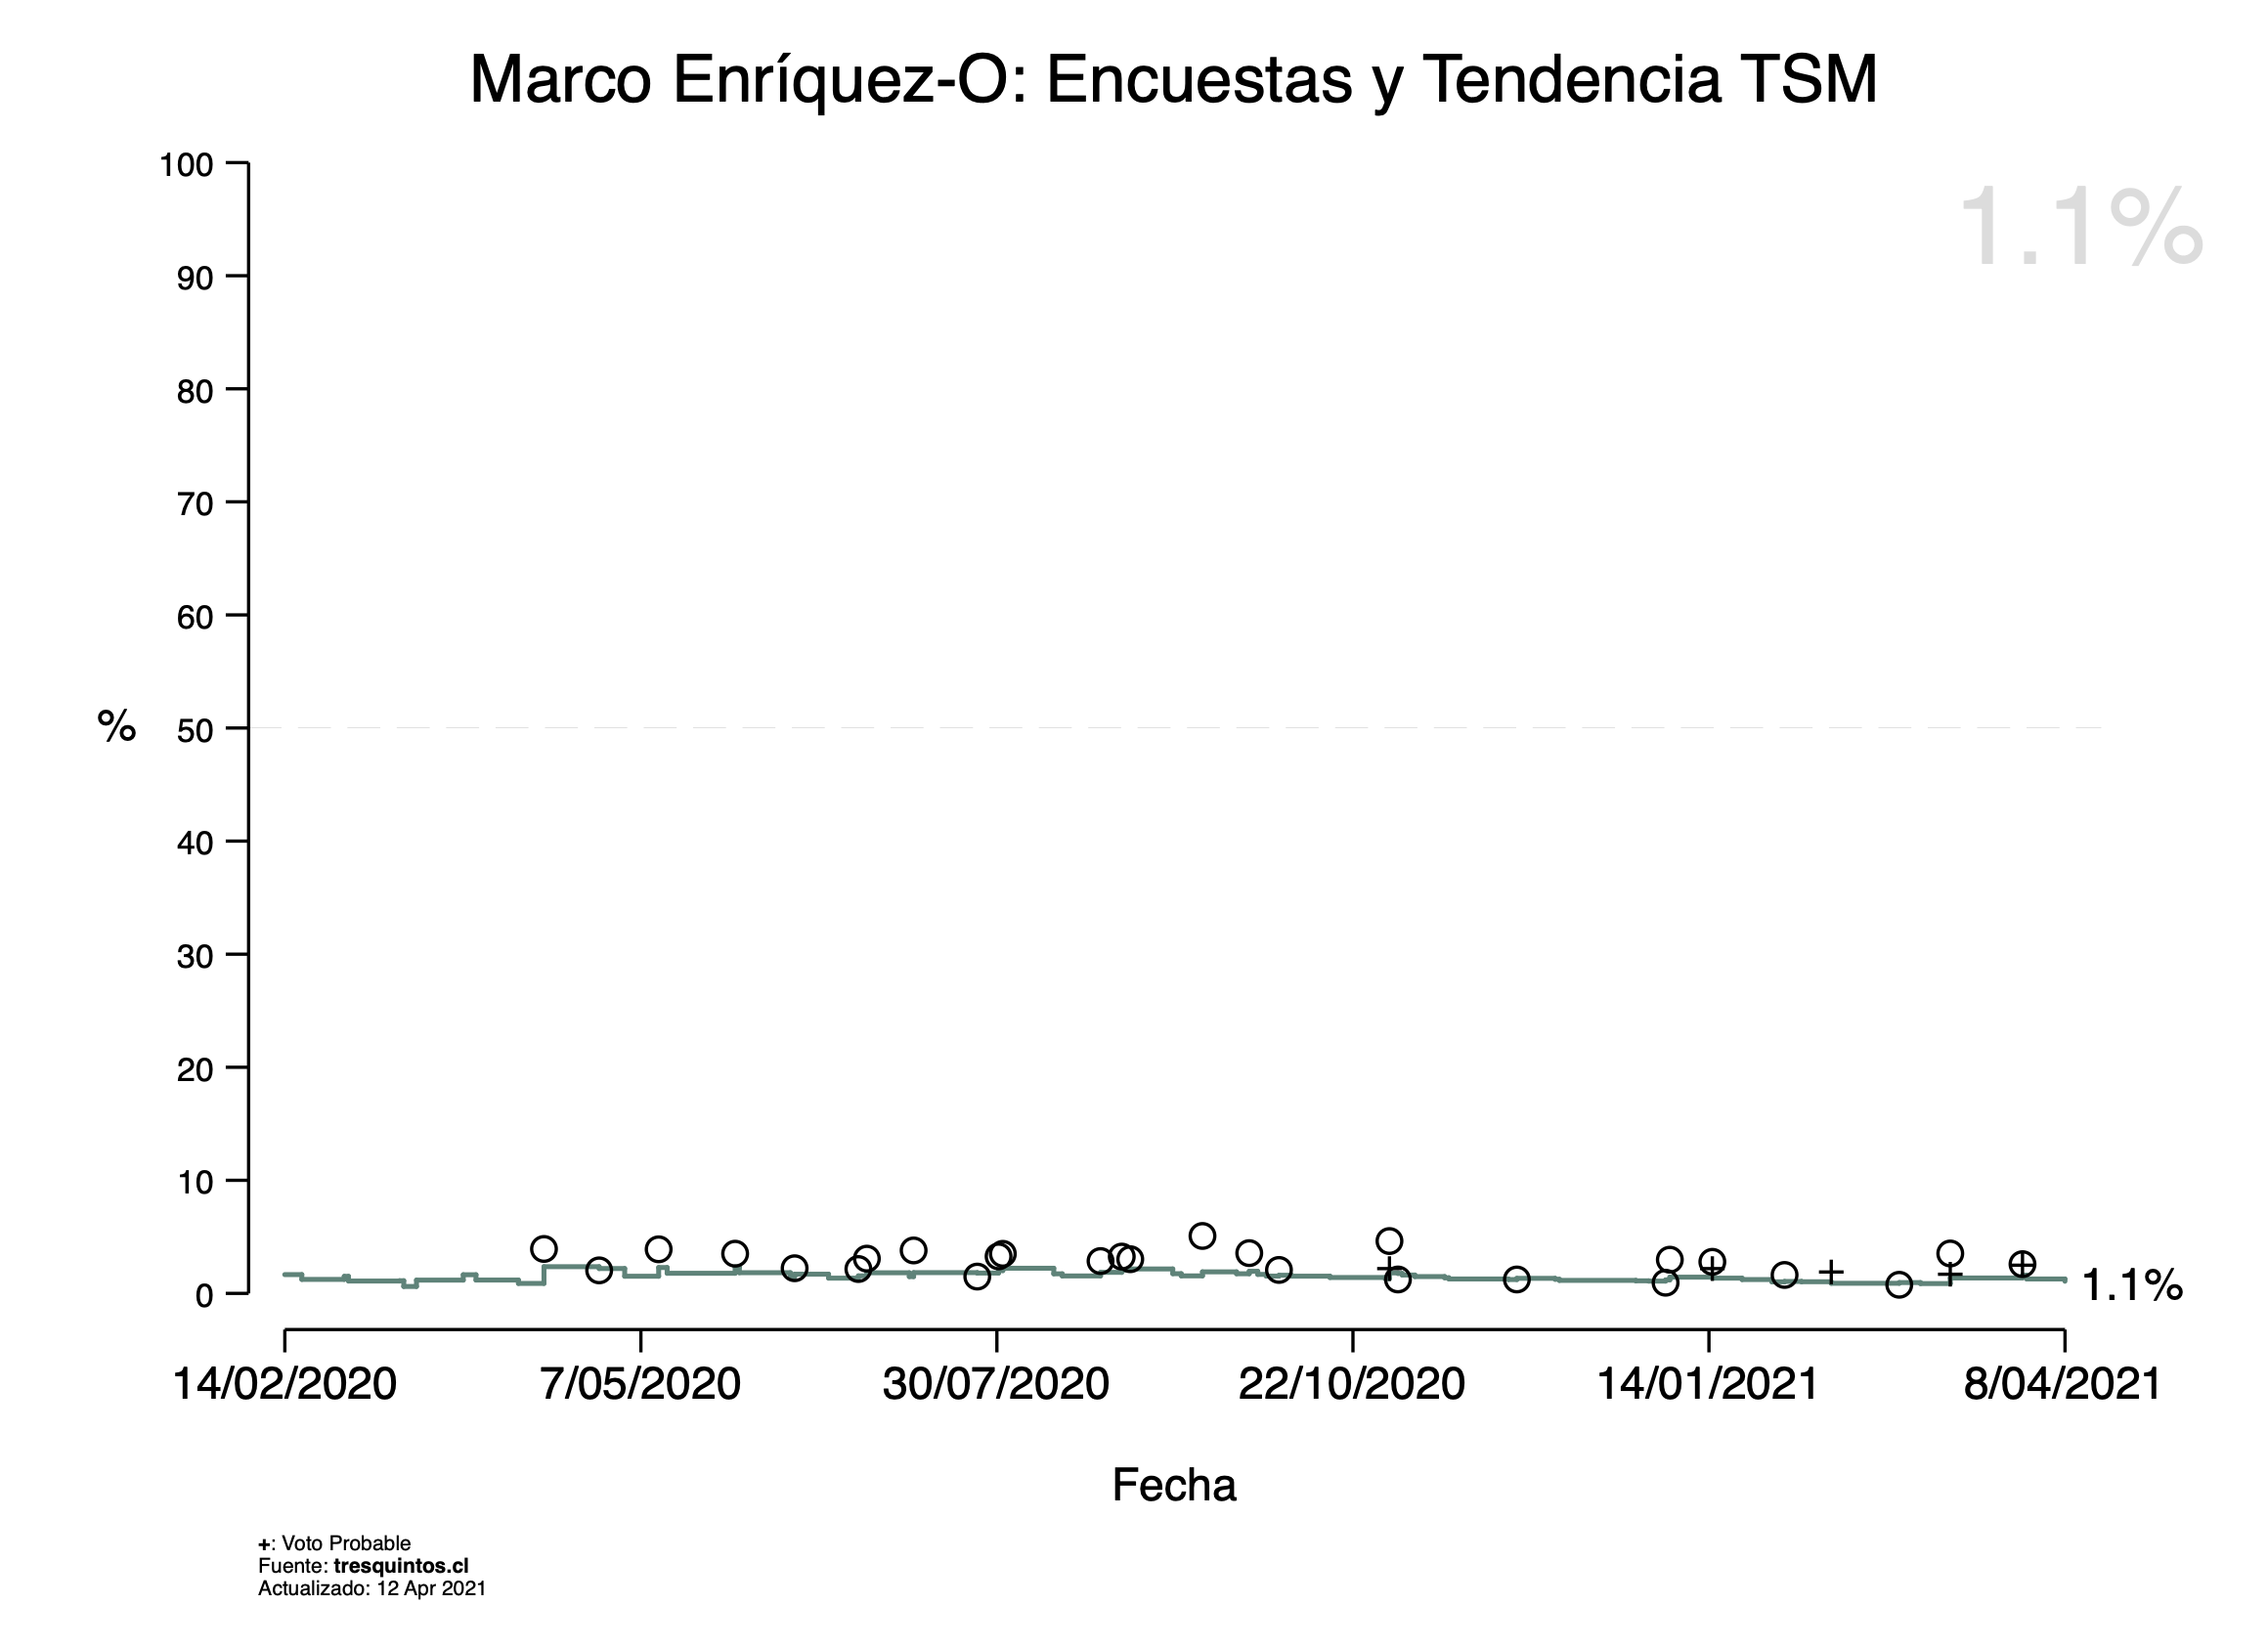 Marco Enríquez-O: Encuestas y Tendencia TSM
1.1%
100
90
80
70
60
% 50
40
30
20
10
0
1.1%
14/02/2020 7/05/2020 30/07/2020 22/10/2020 14/01/2021 8/04/2021
Fecha
+: Voto Probable
Fuente: tresquintos.cl
Actualizado: 12 Apr 2021